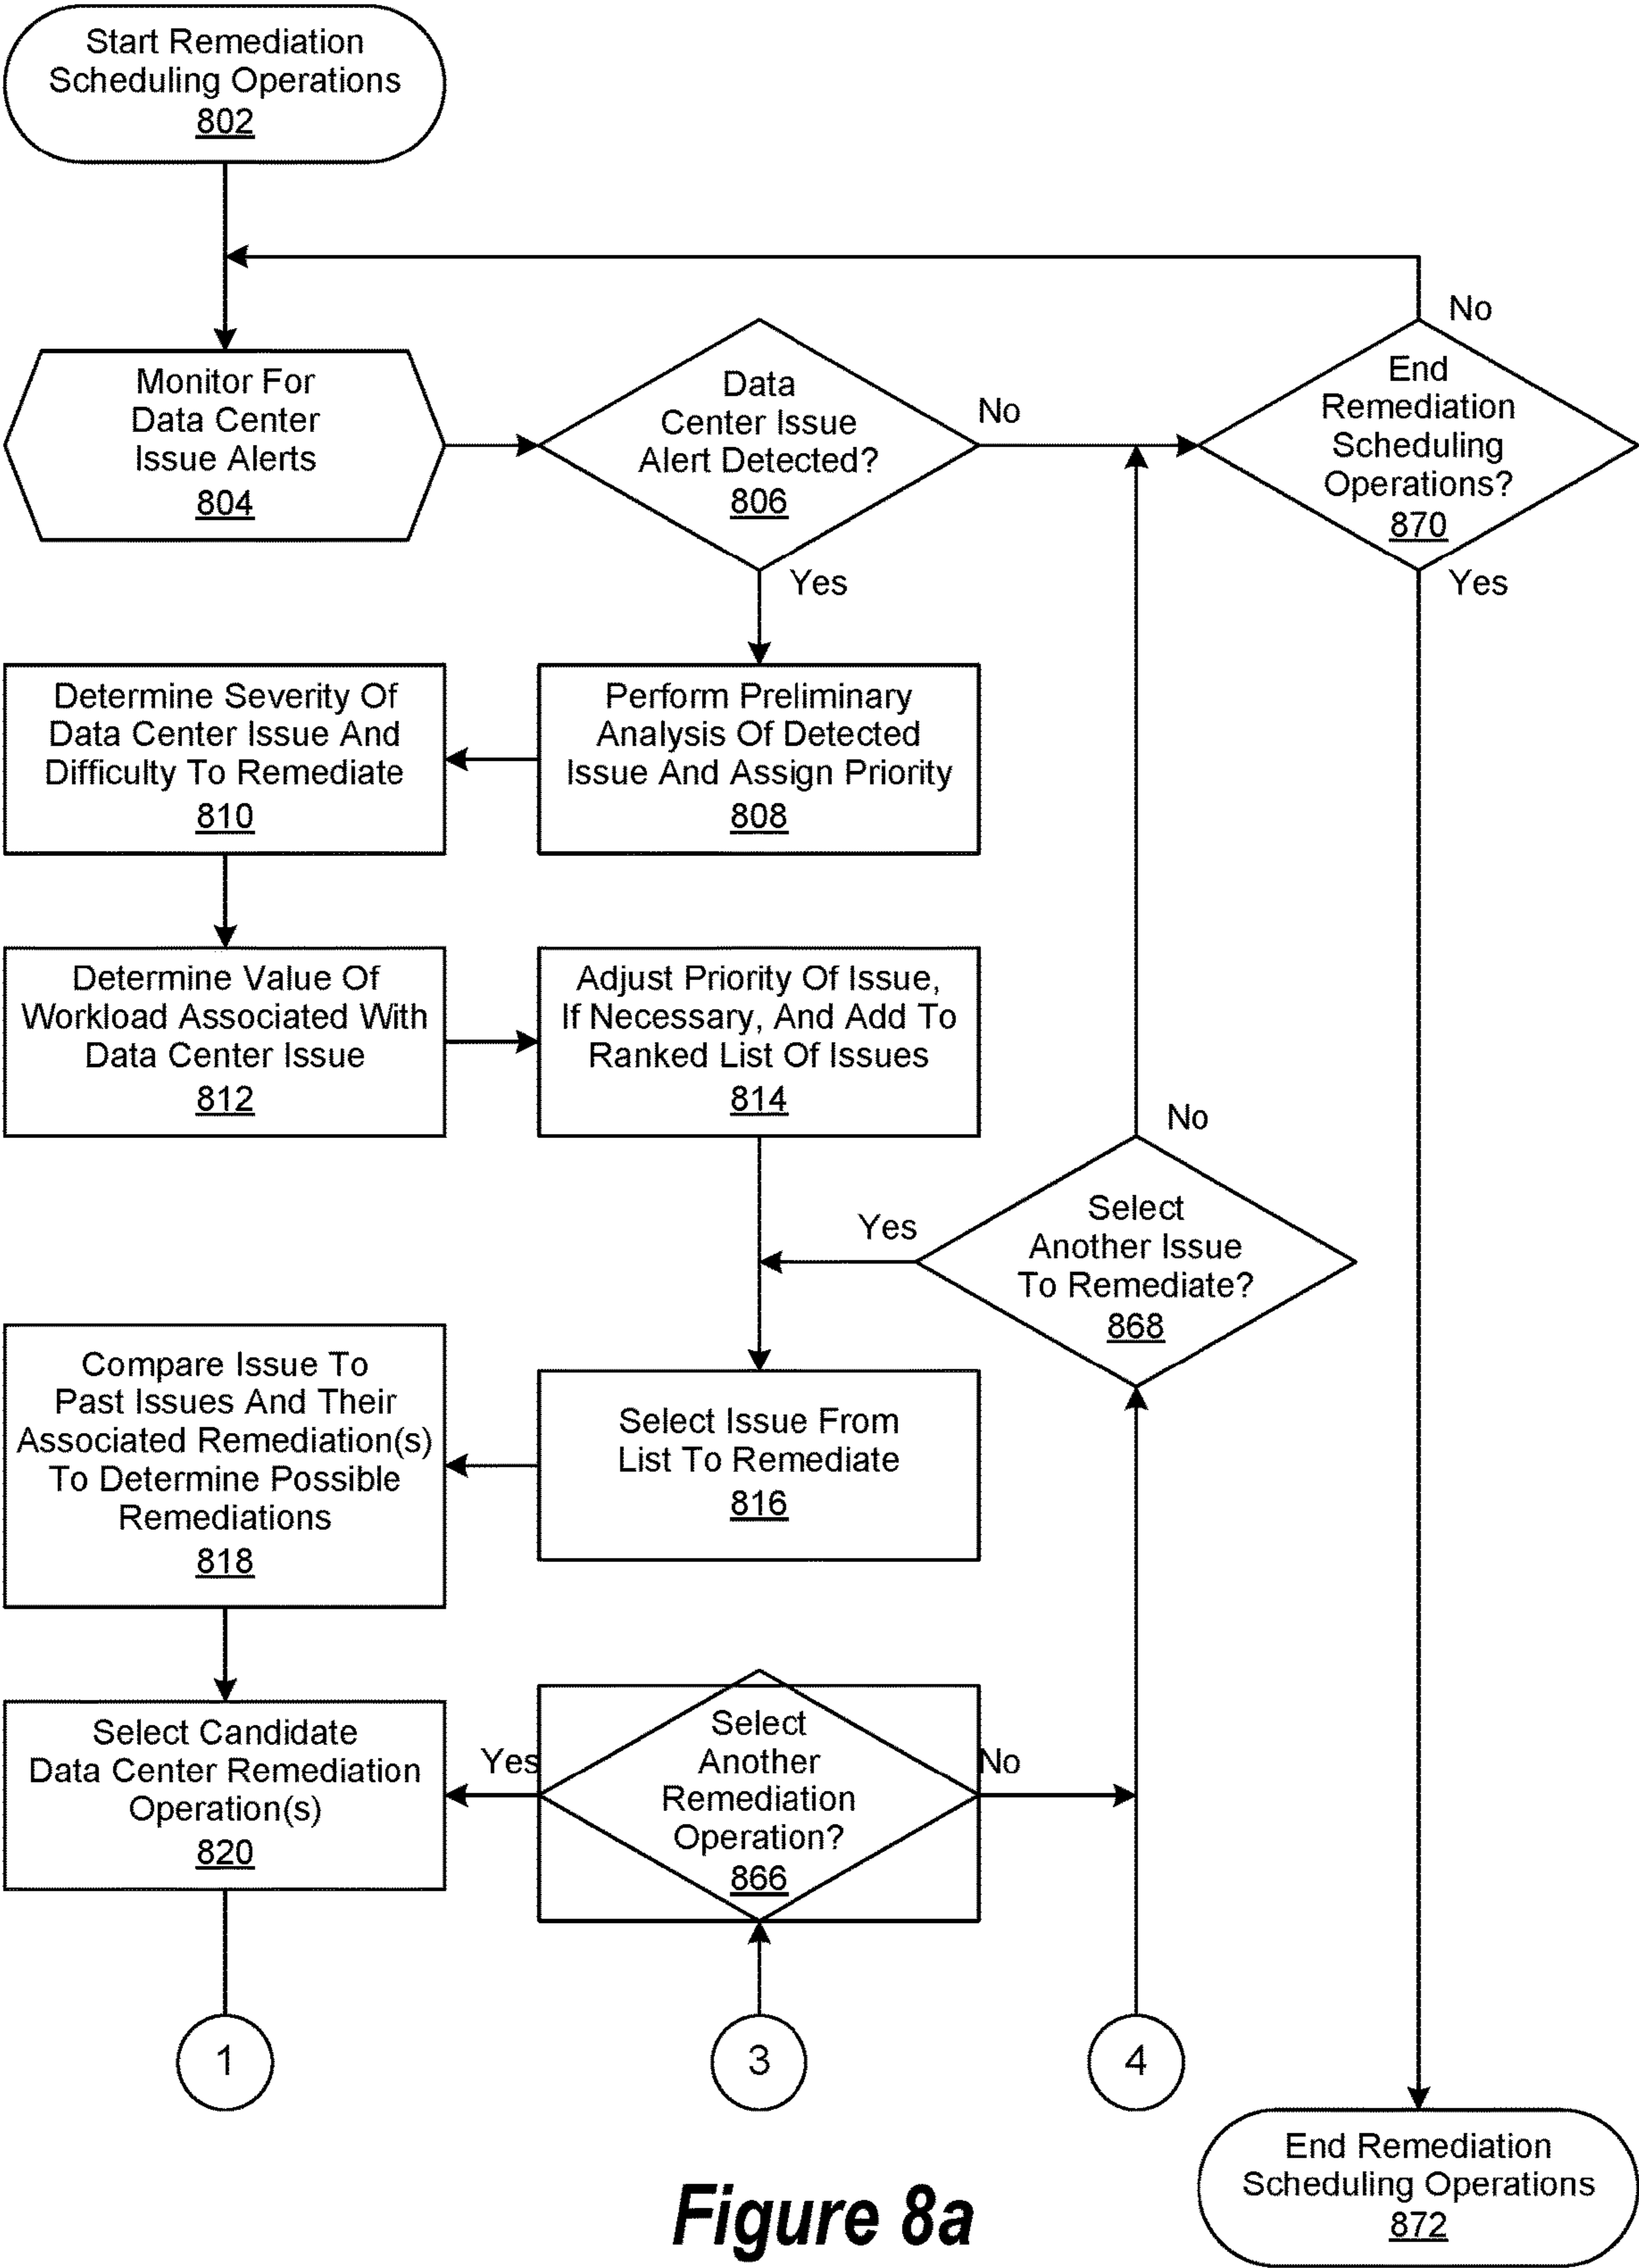 Start Remediation
Scheduling Operations
802
No
Monitor For
Data Center
Issue Alerts
804
Data
Center Issue
Alert Detected?
806
No
Yes
End
Remediation
Scheduling
Operations?
870
Yes
Determine Severity Of
Data Center Issue And
Difficulty To Remediate
810
Perform Preliminary
Analysis Of Detected
Issue And Assign Priority
808
Determine Value Of
Workload Associated With
Data Center Issue
812
Adjust Priority Of Issue,
If Necessary, And Add To
Ranked List Of Issues
814
No
Yes
Select
Another Issue
To Remediate?
868
Compare Issue To
Past Issues And Their
Associated Remediation(s)
To Determine Possible
Remediations
818
Select Issue From
List To Remediate
816
Select Candidate
Data Center Remediation
Operation(s)
820
Yes
Select
Another
Remediation
Operation?
866
No
1
3
4
End Remediation
Scheduling Operations
872
Figure 8a